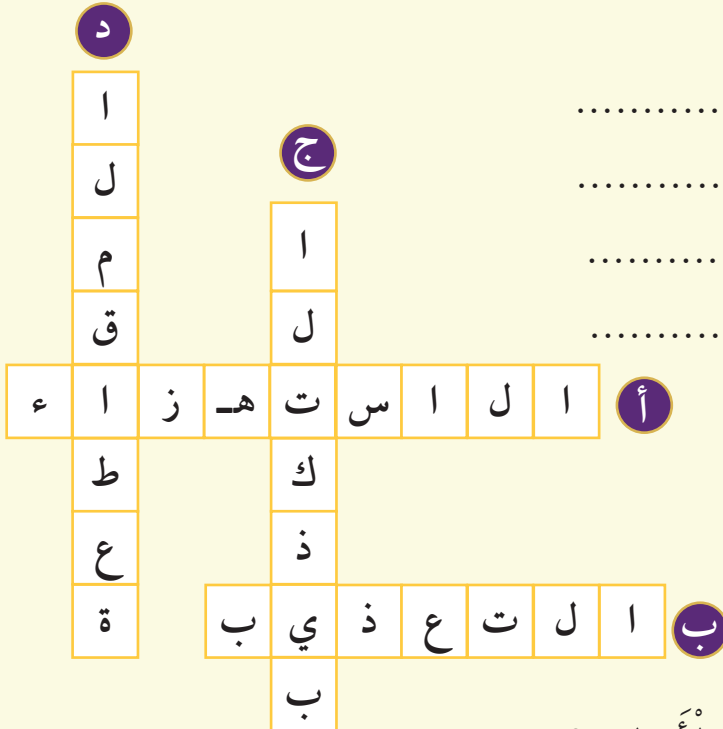 ...........
...........
..........
..........
أ ا ل ا س ت هـ ز ا ء
ب ا ل ت ع ذ ي ب
ج ا ل ت ك ذ ي ب
د ا ل م ق ا ط ع ة